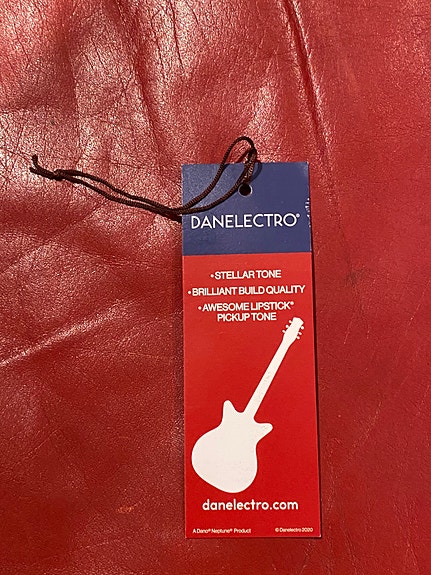 DANELECTRO®
• STELLAR TONE
• BRILLIANT BUILD QUALITY
• AWESOME LIPSTICK®
PICKUP TONE
danelectro.com
A Dano® Neptune® Product © Danelectro 2020